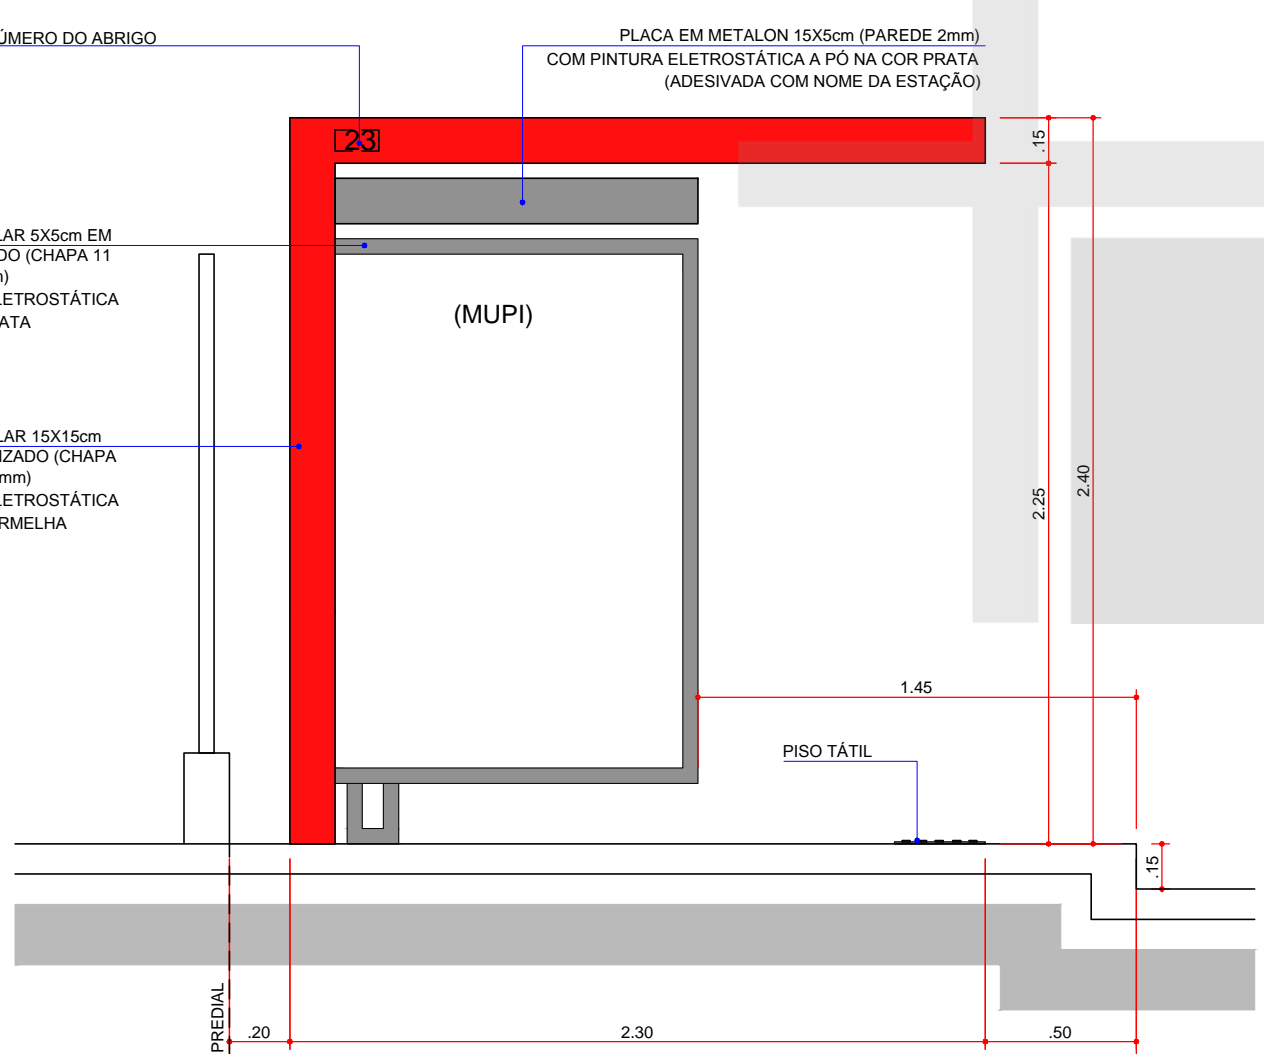 ÚMERO DO ABRIGO
PLACA EM METALON 15X5cm (PAREDE 2mm)
COM PINTURA ELETROSTÁTICA A PÓ NA COR PRATA
(ADESIVADA COM NOME DA ESTAÇÃO)
23
.15
LAR 5X5cm EM
DO (CHAPA 11
m)
LETROSTÁTICA
ATA
(MUPI)
LAR 15X15cm
IZADO (CHAPA
mm)
LETROSTÁTICA
ERMELHA
2.25
2.40
1.45
PISO TÁTIL
.15
PREDIAL
.20
2.30
.50